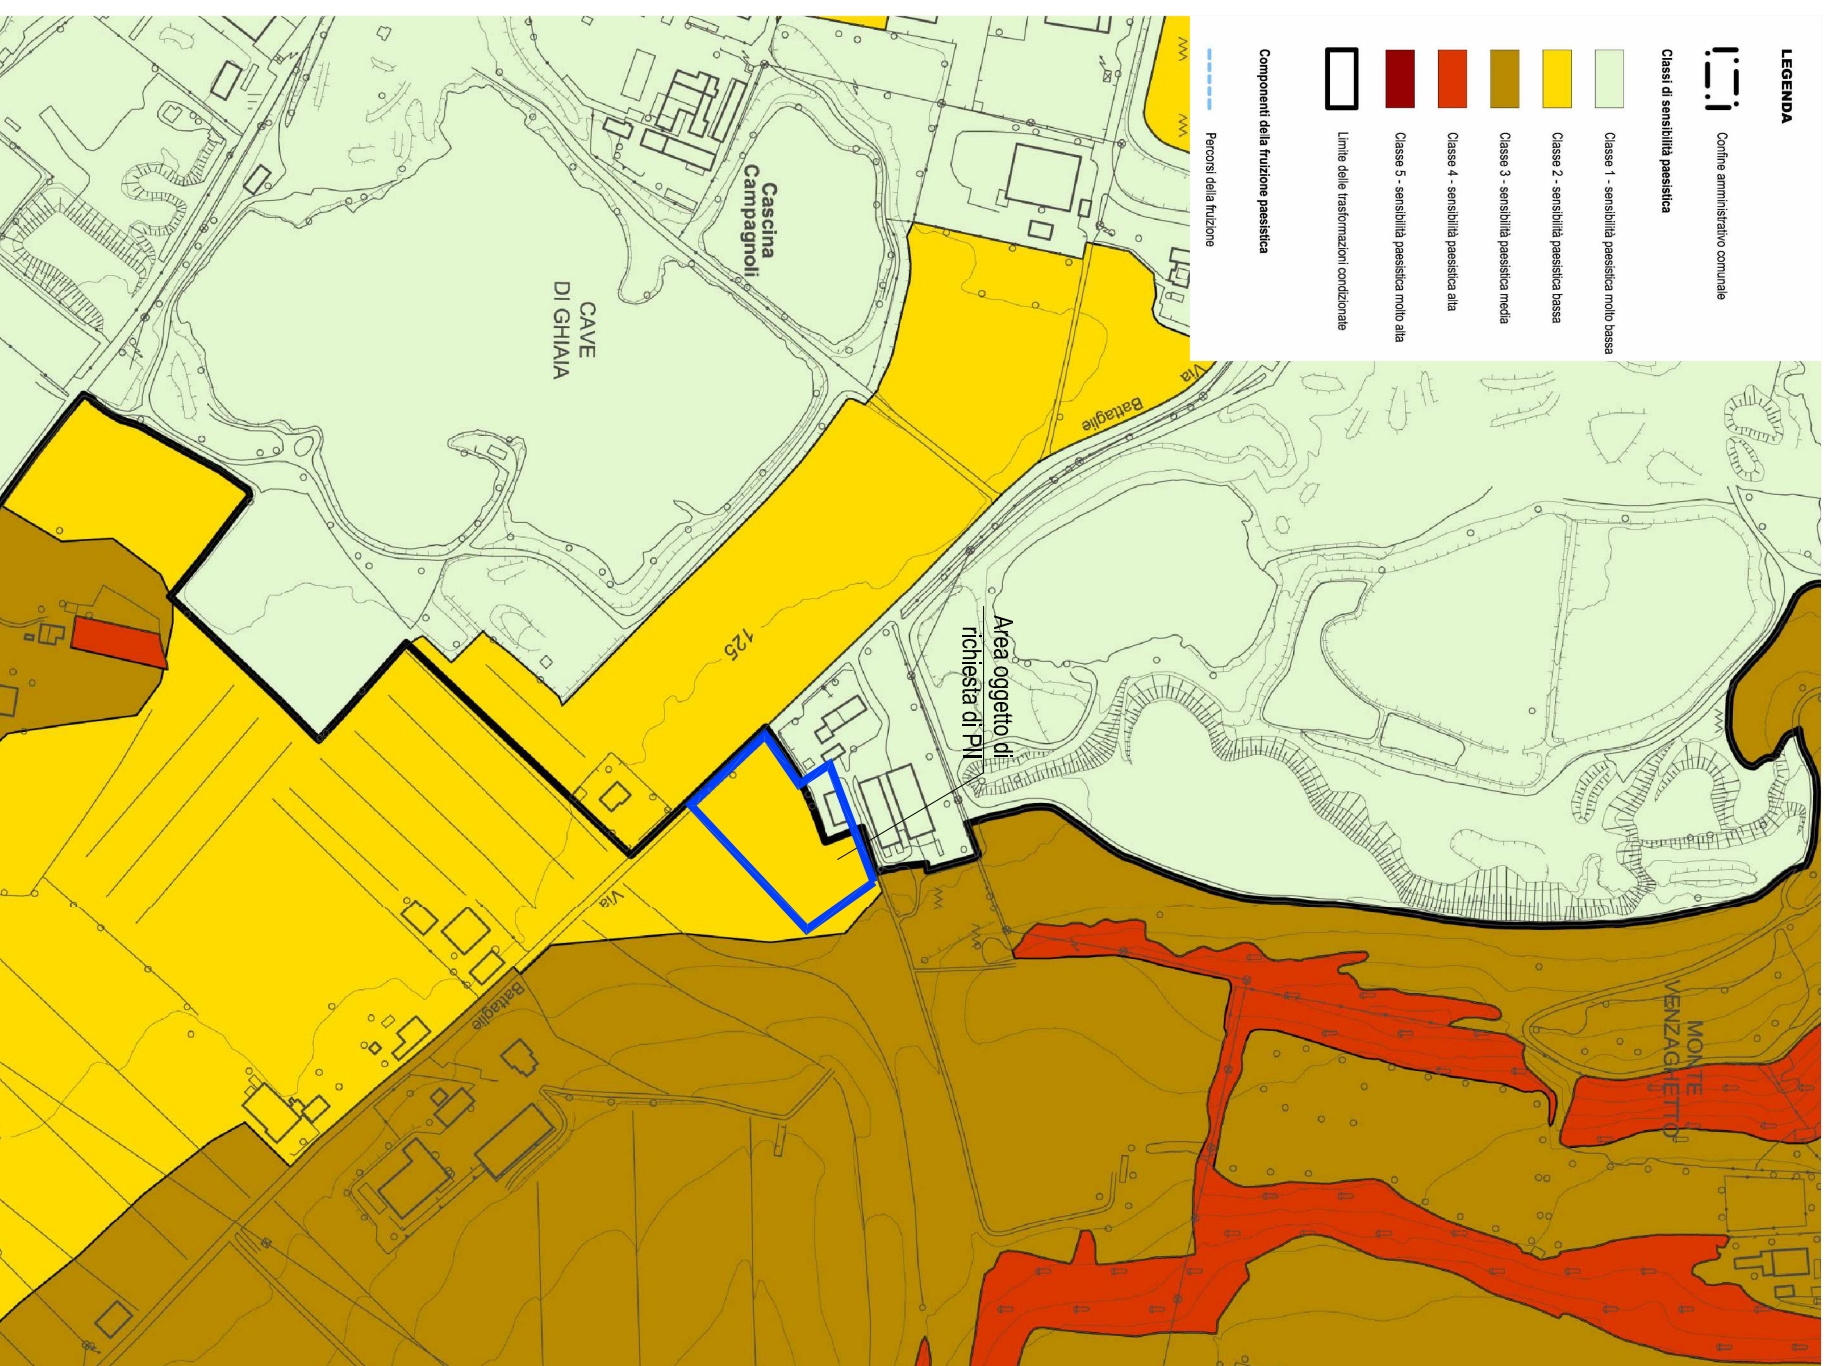 LEGENDA
Confine amministrativo comunale
Classi di sensibilità paesistica
Classe 1 - sensibilità paesistica molto bassa
Classe 2 - sensibilità paesistica bassa
Classe 3 - sensibilità paesistica media
Classe 4 - sensibilità paesistica alta
Classe 5 - sensibilità paesistica molto alta
Limite delle trasformazioni condizionate
Componenti della fruizione paesistica
Percorsi della fruizione
Cascina
Campagnoli
CAVE
DI GHIAIA
Via
Battaglie
125
Area oggetto di
richiesta di PII
Via
Battaglie
MONTE
VENZAGHETTO